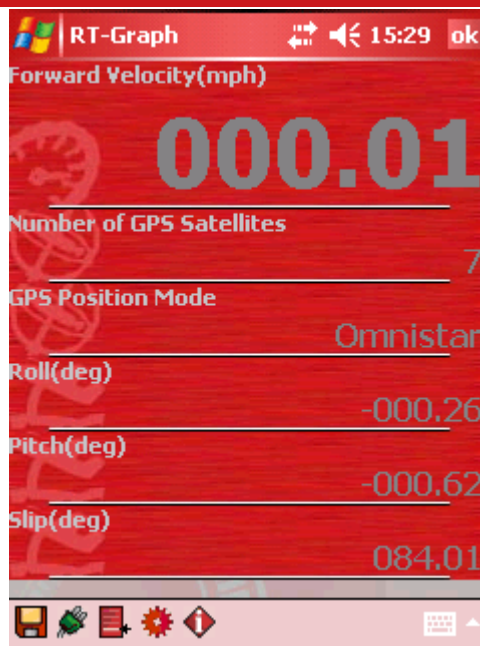 RT-Graph 15:29 ok
Forward Velocity(mph)
000.01
Number of GPS Satellites
7
GPS Position Mode
Omnistar
Roll(deg)
-000.26
Pitch(deg)
-000.62
Slip(deg)
084.01